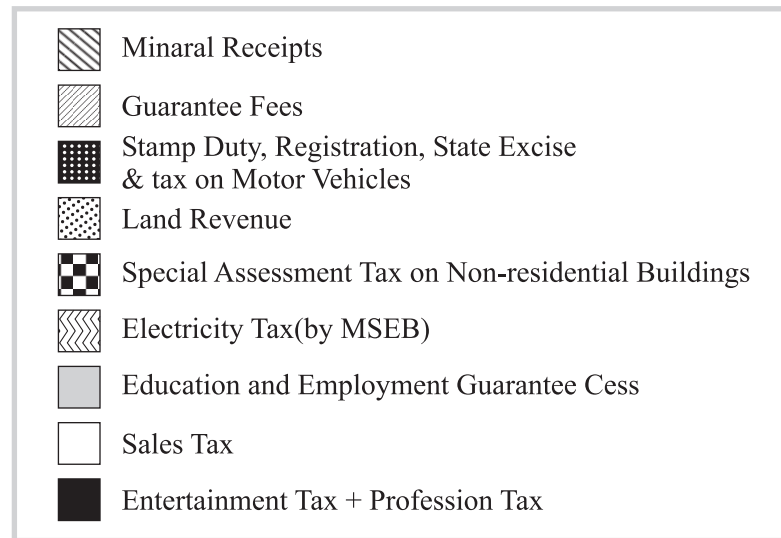 Minaral Receipts
Guarantee Fees
Stamp Duty, Registration, State Excise
& tax on Motor Vehicles
Land Revenue
Special Assessment Tax on Non-residential Buildings
Electricity Tax(by MSEB)
Education and Employment Guarantee Cess
Sales Tax
Entertainment Tax + Profession Tax